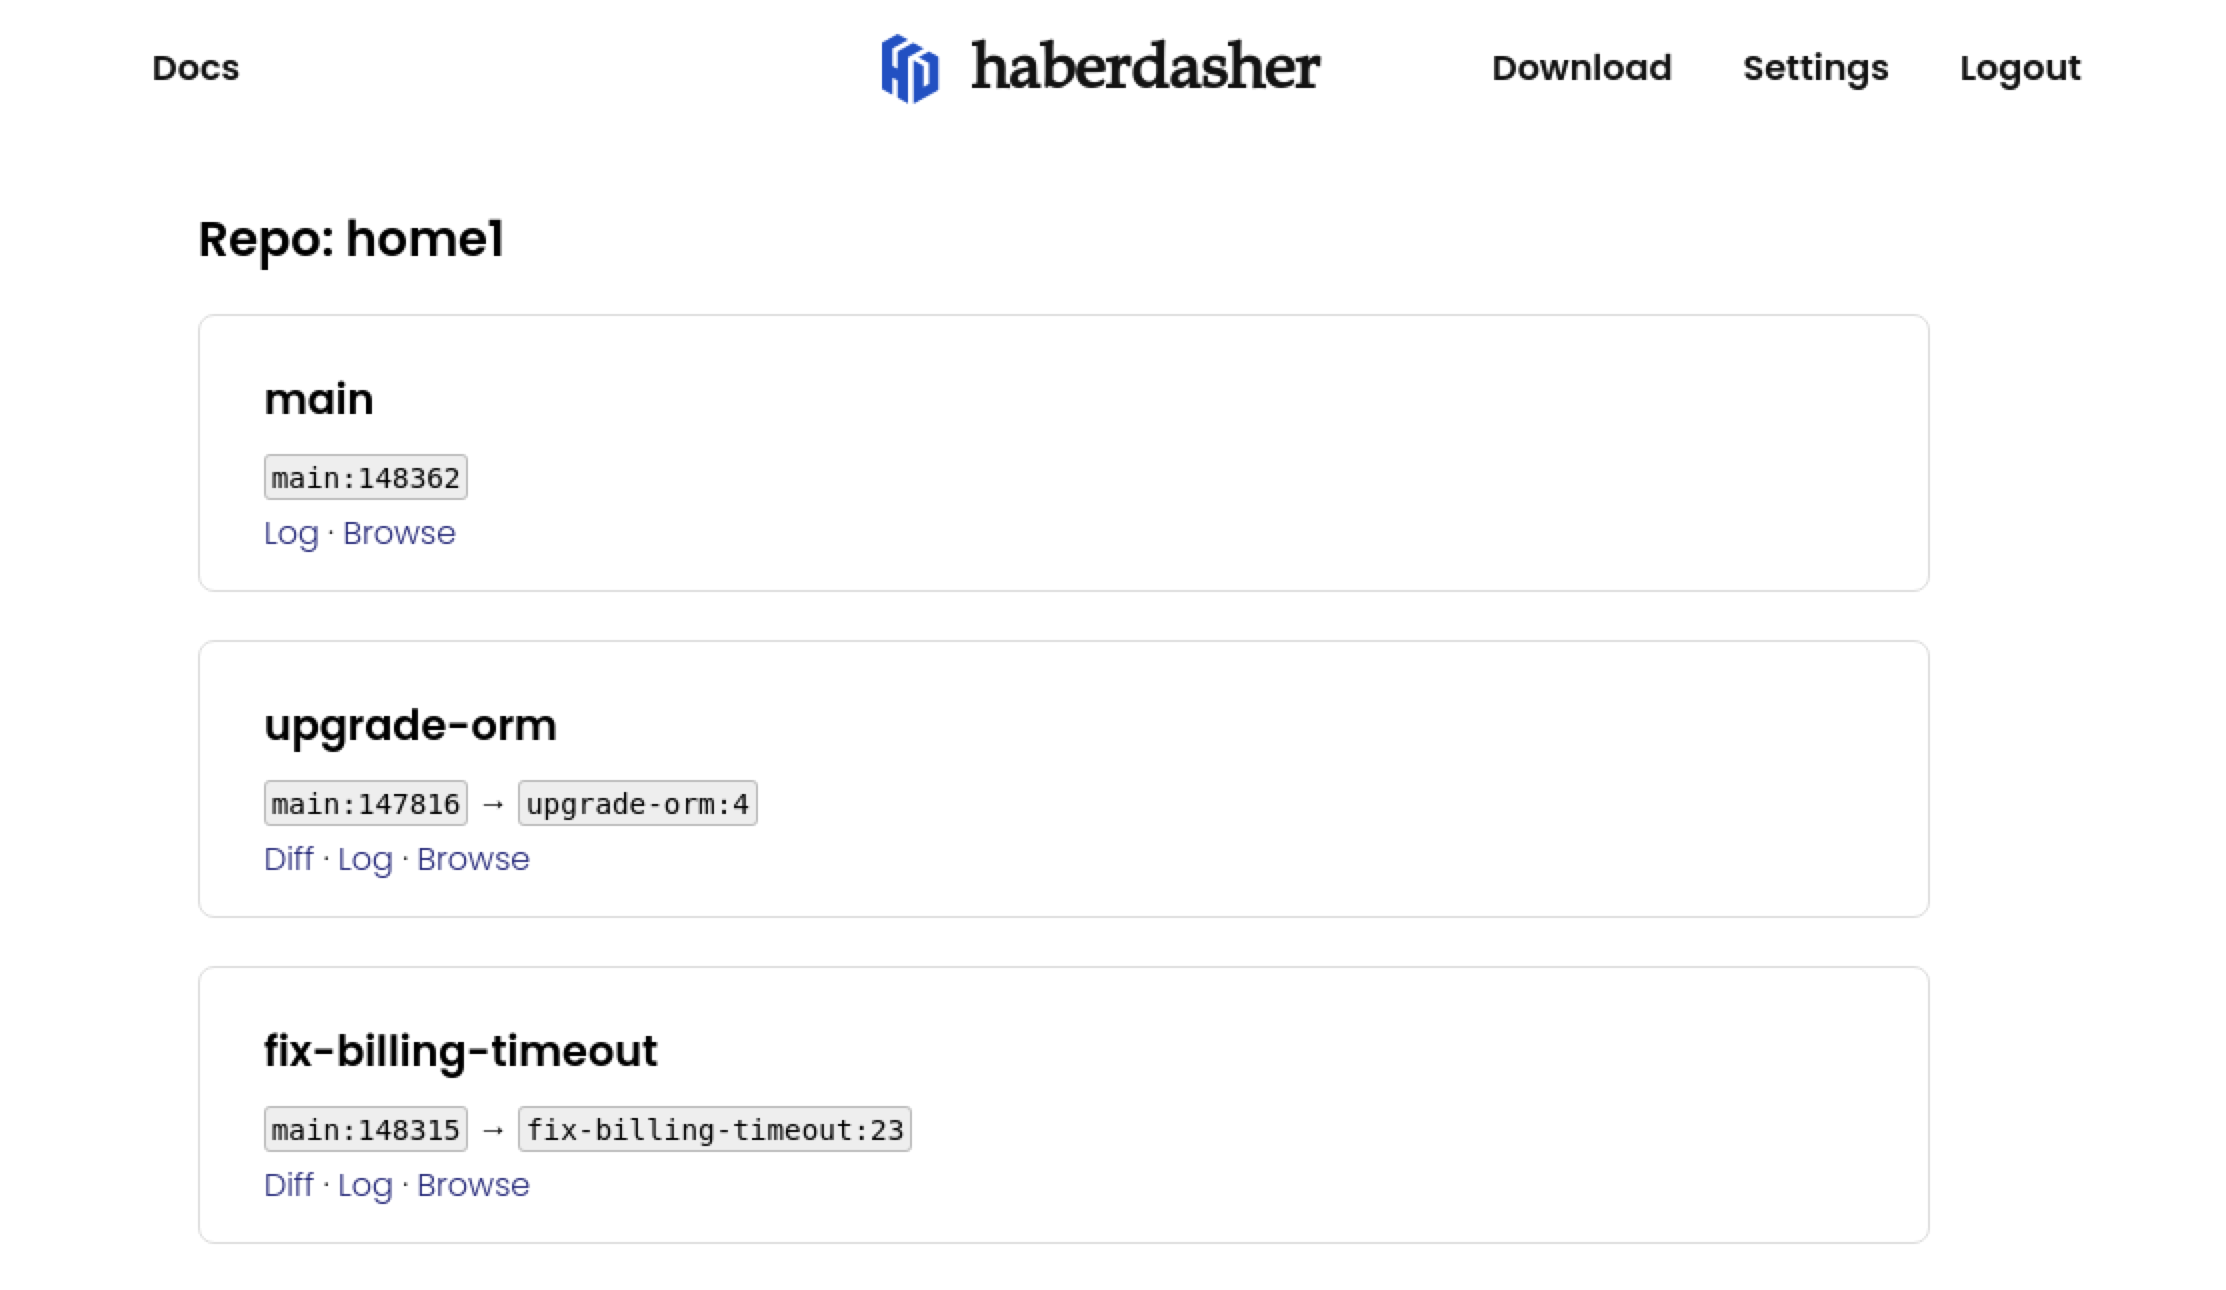 Docs haberdasher Download Settings Logout
Repo: home1
main
main:148362
Log · Browse
upgrade-orm
main:147816 → upgrade-orm:4
Diff · Log · Browse
fix-billing-timeout
main:148315 → fix-billing-timeout:23
Diff · Log · Browse